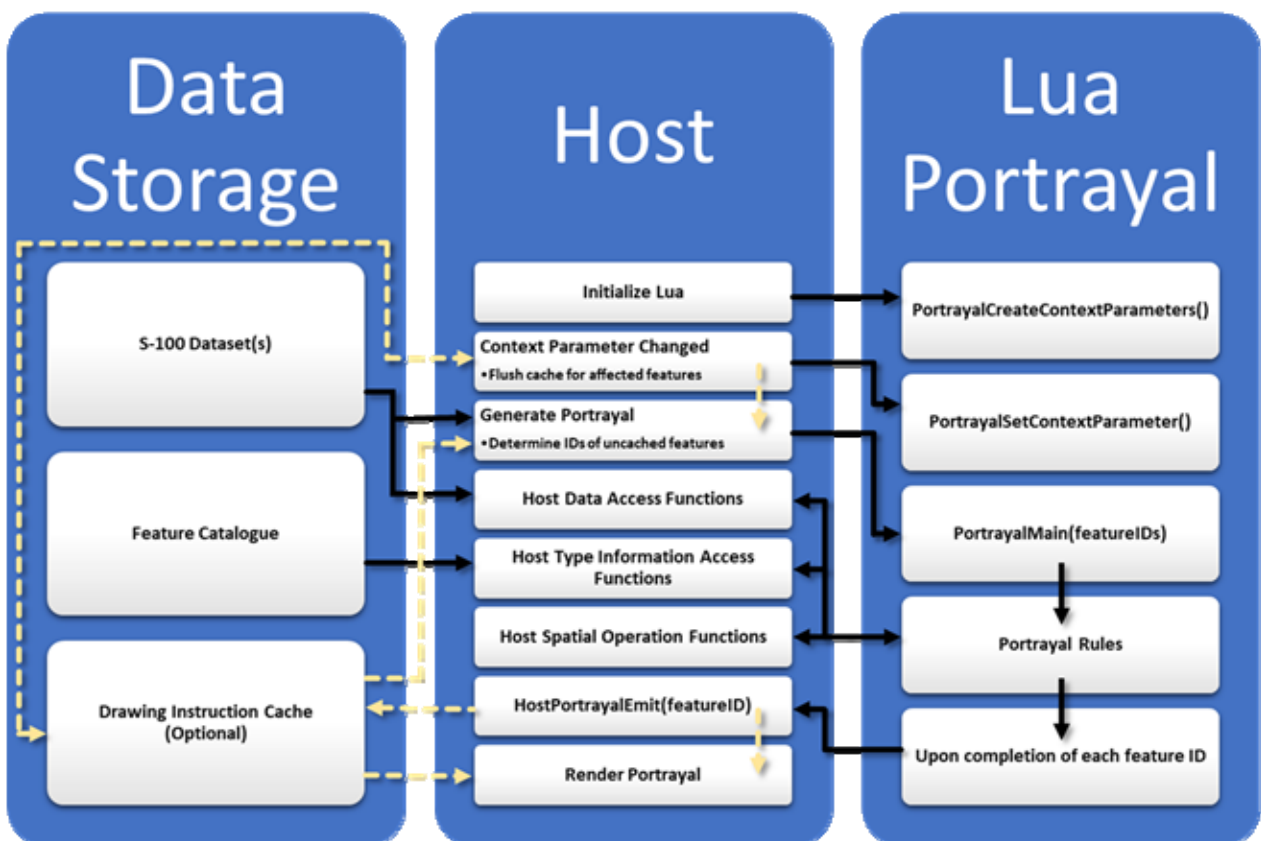 Data
Storage
S-100 Dataset(s)
Feature Catalogue
Drawing Instruction Cache
(Optional)
Host
Initialize Lua
Context Parameter Changed
•Flush cache for affected features
Generate Portrayal
•Determine IDs of uncached features
Host Data Access Functions
Host Type Information Access
Functions
Host Spatial Operation Functions
HostPortrayalEmit(featureID)
Render Portrayal
Lua
Portrayal
PortrayalCreateContextParameters()
PortrayalSetContextParameter()
PortrayalMain(featureIDs)
Portrayal Rules
Upon completion of each feature ID